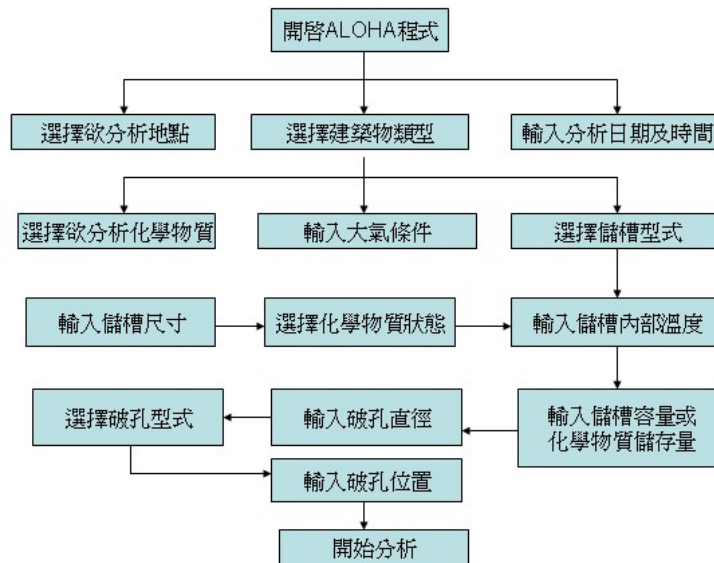 開啓ALOHA程式
選擇欲分析地點
選擇建築物類型
輸入分析日期及時間
選擇欲分析化學物質
輸入大氣條件
選擇儲槽型式
輸入儲槽尺寸
選擇化學物質狀態
輸入儲槽內部溫度
選擇破孔型式
輸入破孔直徑
輸入儲槽容量或
化學物質儲存量
輸入破孔位置
開始分析